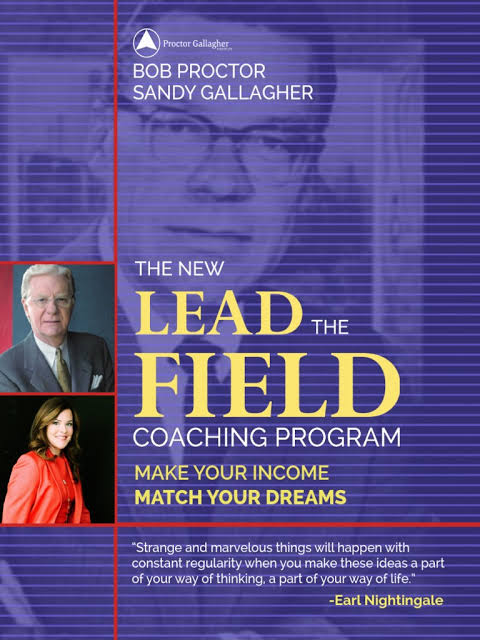 Proctor Gallagher
INSTITUTE
BOB PROCTOR
SANDY GALLAGHER
THE NEW
LEAD THE
FIELD
COACHING PROGRAM
MAKE YOUR INCOME
MATCH YOUR DREAMS
“Strange and marvelous things will happen with
constant regularity when you make these ideas a part
of your way of thinking, a part of your way of life.”
-Earl Nightingale